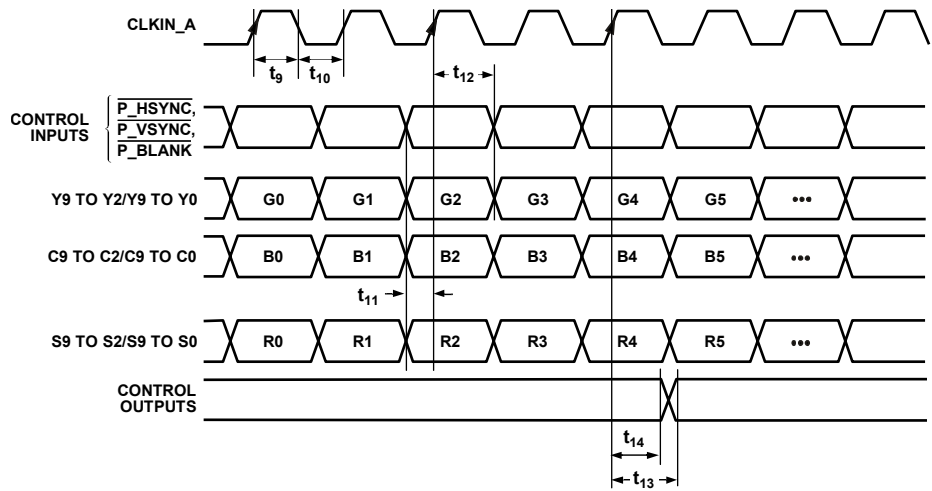 CLKIN_A
t9 t10 t12
CONTROL INPUTS
P_HSYNC,
P_VSYNC,
P_BLANK
Y9 TO Y2/Y9 TO Y0 G0 G1 G2 G3 G4 G5 •••
C9 TO C2/C9 TO C0 B0 B1 B2 B3 B4 B5 •••
t11
S9 TO S2/S9 TO S0 R0 R1 R2 R3 R4 R5 •••
CONTROL
OUTPUTS
t14
t13